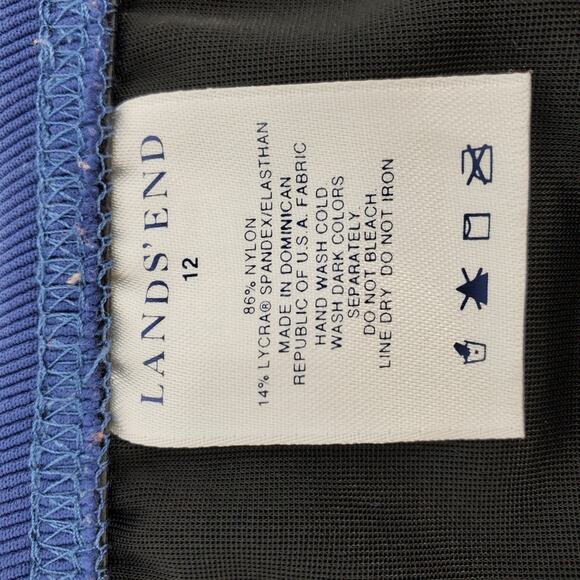 LANDS' END
12
86% NYLON
14% LYCRA® SPANDEX/ELASTHAN
MADE IN DOMINICAN
REPUBLIC OF U.S.A. FABRIC
HAND WASH COLD
WASH DARK COLORS
SEPARATELY.
DO NOT BLEACH.
LINE DRY. DO NOT IRON